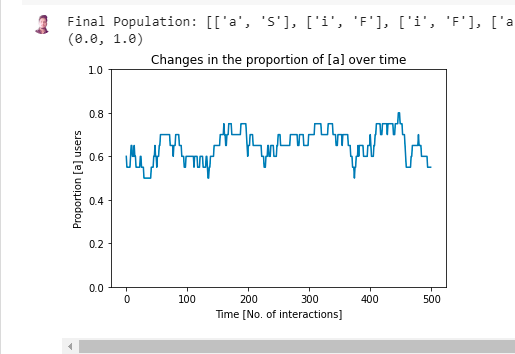 Final Population: [['a', 'S'], ['i', 'F'], ['i', 'F'], ['a
(0.0, 1.0)
Changes in the proportion of [a] over time
1.0
0.8
0.6
0.4
0.2
0.0
Proportion [a] users
0 100 200 300 400 500
Time [No. of interactions]